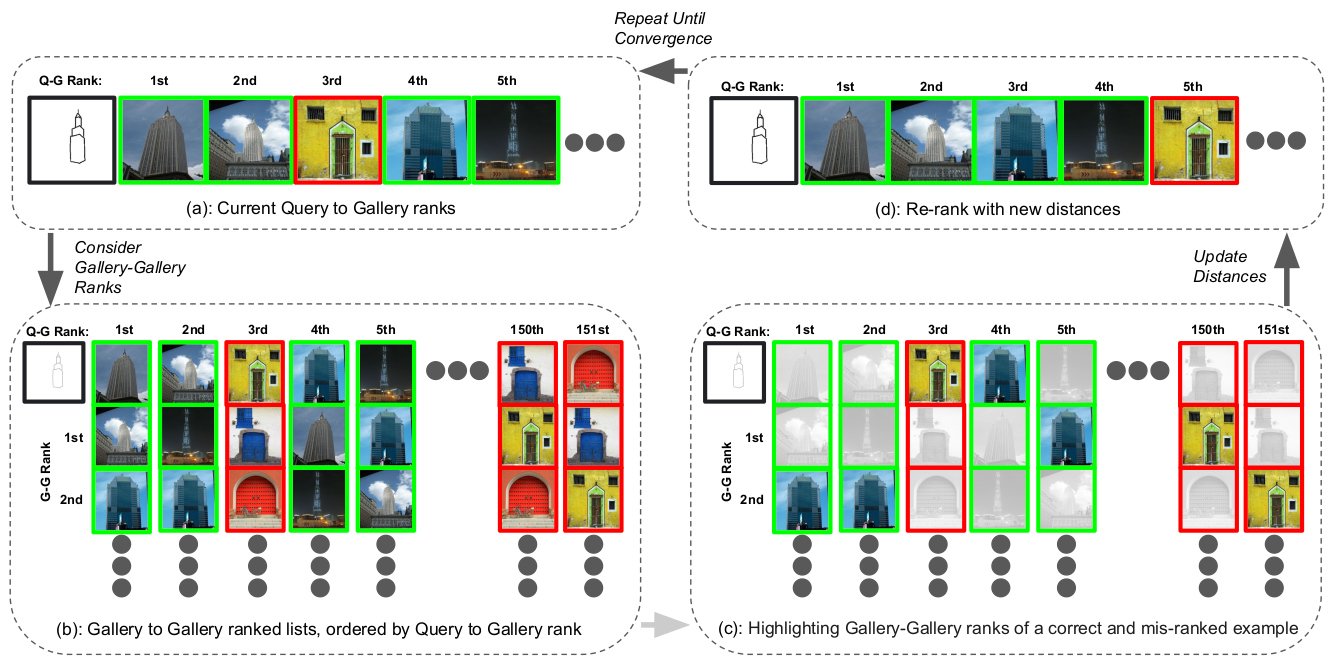 Repeat Until
Convergence
Q-G Rank: 1st 2nd 3rd 4th 5th
(a): Current Query to Gallery ranks
Q-G Rank: 1st 2nd 3rd 4th 5th
(d): Re-rank with new distances
Consider
Gallery-Gallery
Ranks
Update
Distances
Q-G Rank: 1st 2nd 3rd 4th 5th 150th 151st
G-G Rank
1st
2nd
(b): Gallery to Gallery ranked lists, ordered by Query to Gallery rank
Q-G Rank: 1st 2nd 3rd 4th 5th 150th 151st
G-G Rank
1st
2nd
(c): Highlighting Gallery-Gallery ranks of a correct and mis-ranked example